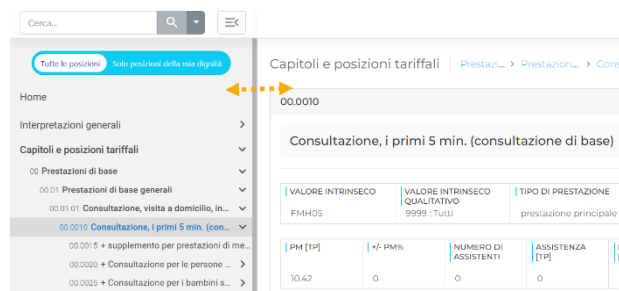 Cerca...
Tutte le posizioni Solo posizioni della mia dignità
Home
Interpretazioni generali
Capitoli e posizioni tariffali
00 Prestazioni di base
00.01 Prestazioni di base generali
00.01.01 Consultazione, visita a domicilio, in...
00.0010 Consultazione, i primi 5 min. (con...
00.0015 + supplemento per prestazioni di me...
00.0020 + Consultazione per le persone ...
00.0025 + Consultazione per i bambini s...
Capitoli e posizioni tariffali Prestazi... > Prestazion... > Cons
00.0010
Consultazione, i primi 5 min. (consultazione di base)
VALORE INTRINSECO VALORE INTRINSECO QUALITATIVO TIPO DI PRESTAZIONE
FMH05 9999 : Tutti prestazione principale
PM [TP] +/- PM% NUMERO DI ASSISTENTI ASSISTENZA [TP]
10.42 0 0 0